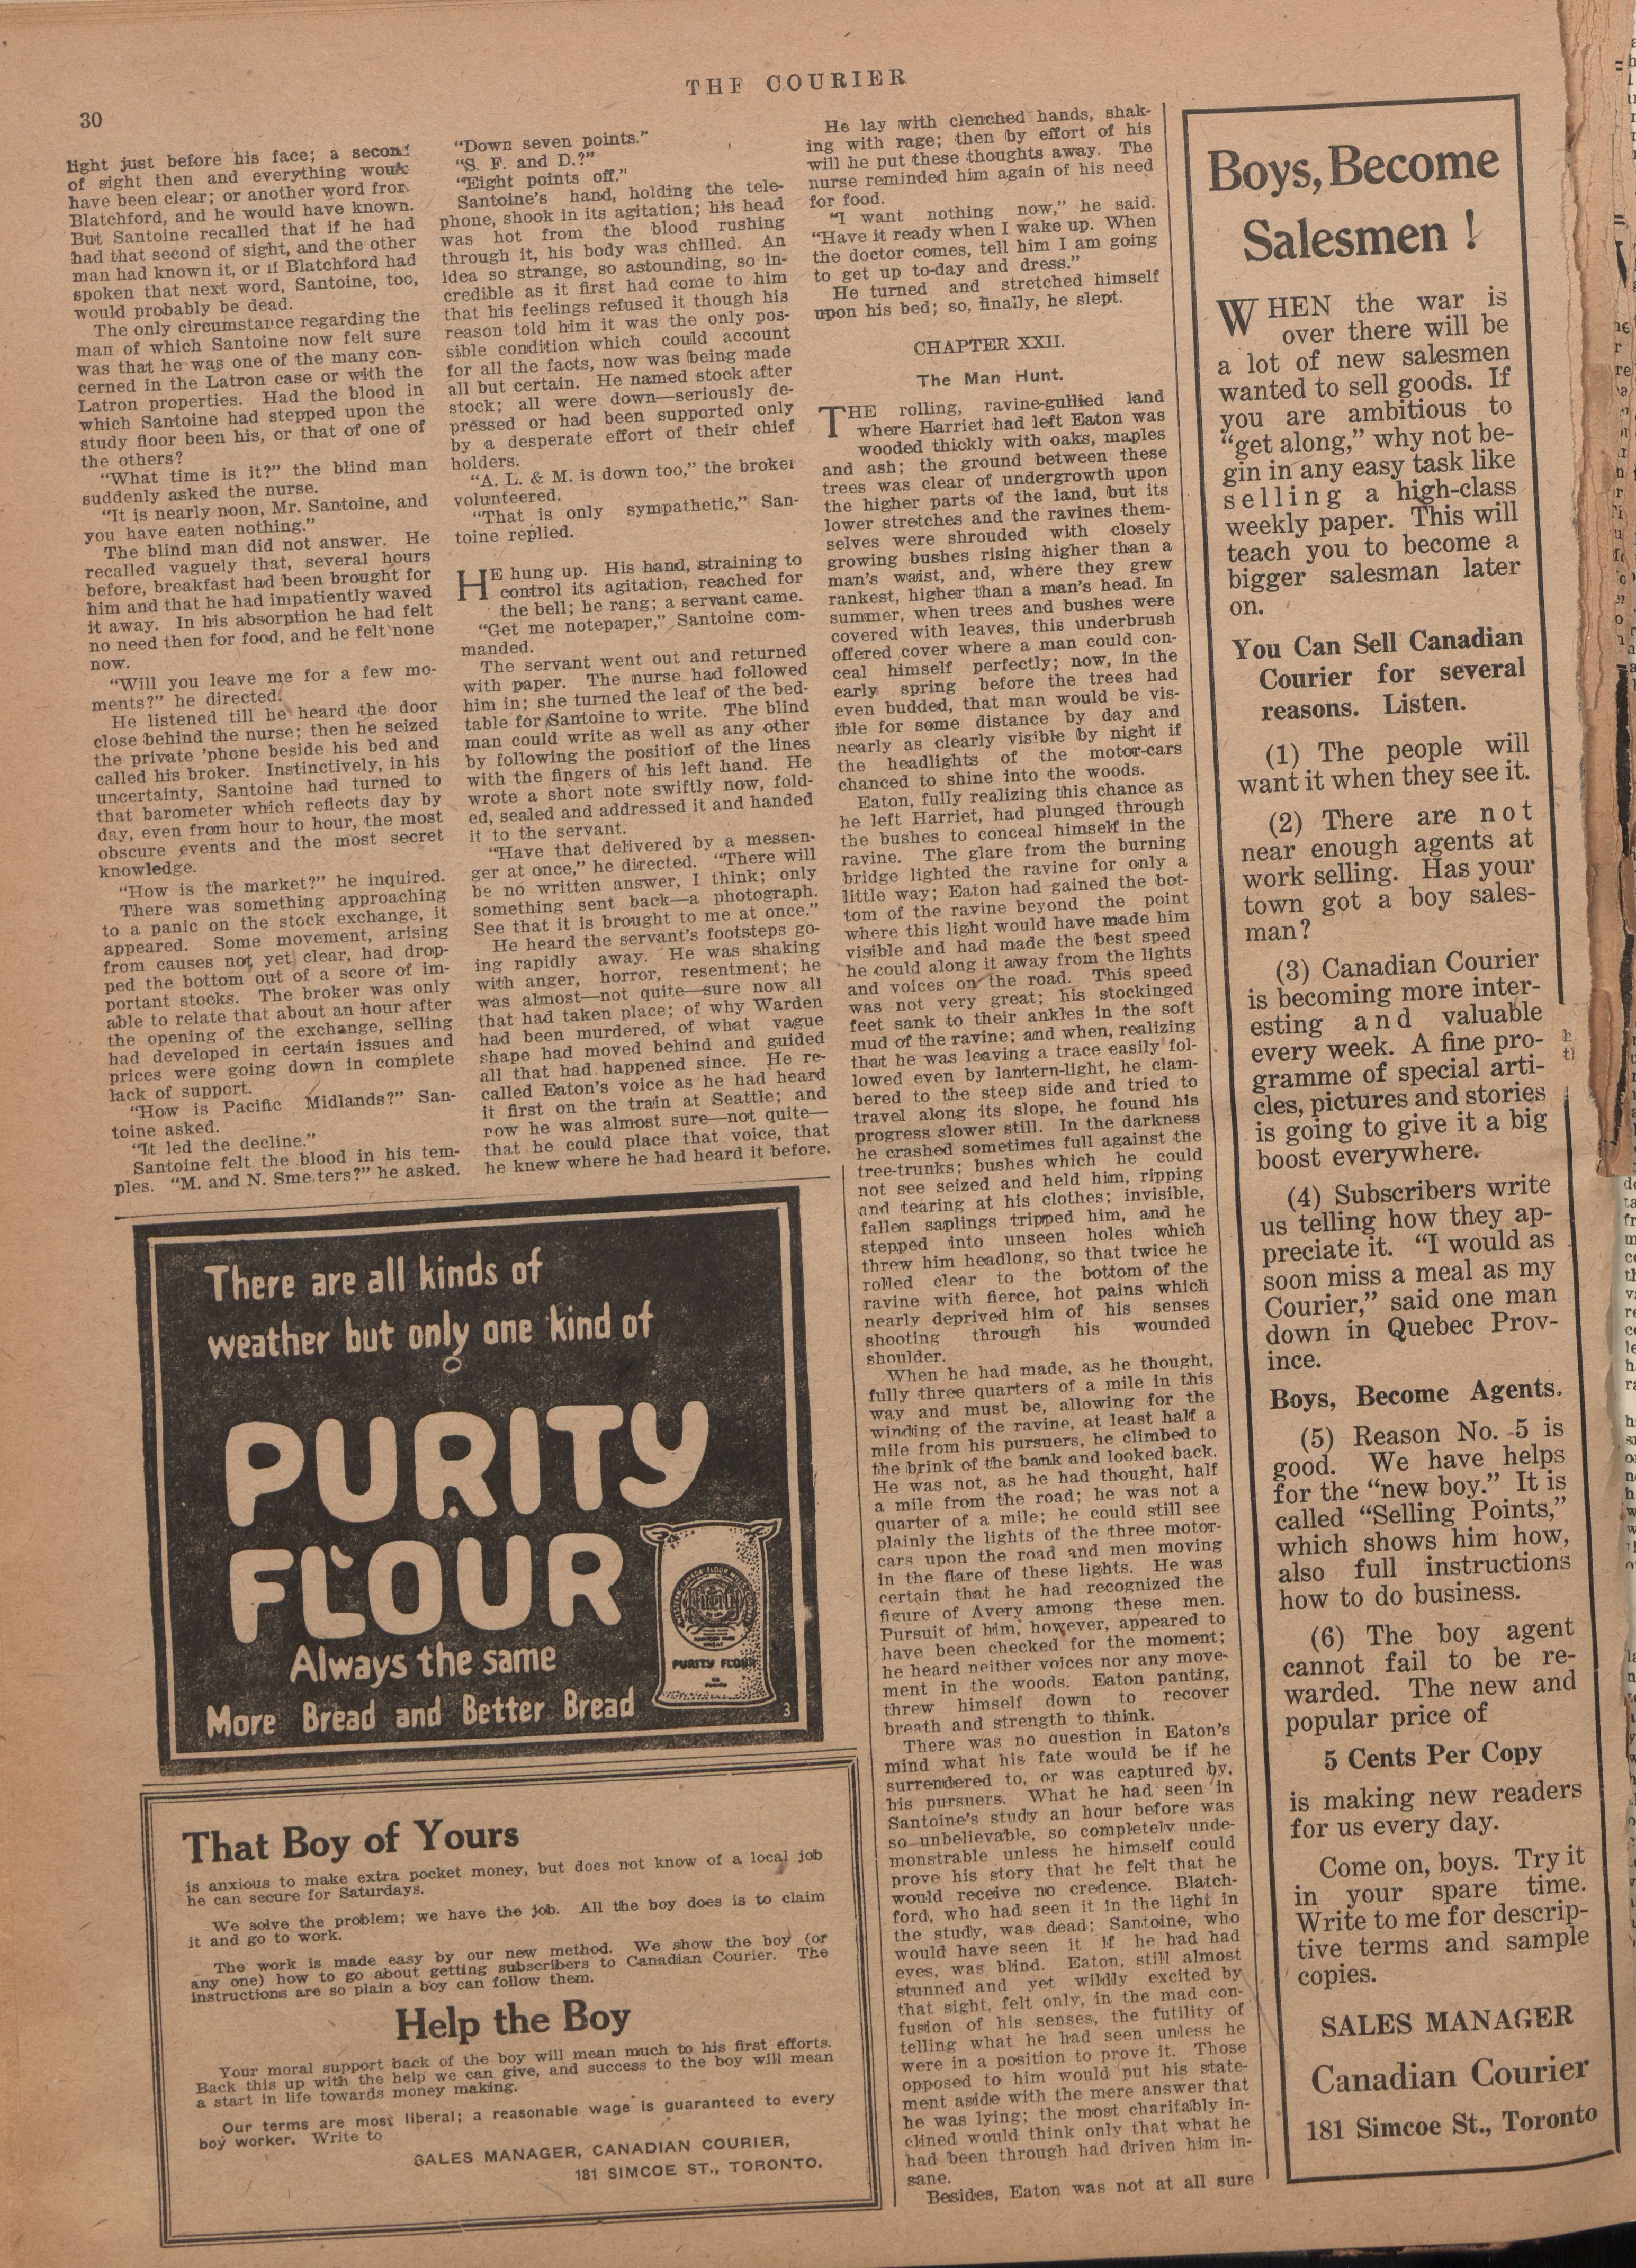 THE COURIER
30
light just before his face; a second
of sight then and everything would
have been clear; or another word from
Blatchford, and he would have known.
But Santoine recalled that if he had
had that second of sight, and the other
man had known it, or if Blatchford had
spoken that next word, Santoine, too,
would probably be dead.
The only circumstance regarding the
man of which Santoine now felt sure
was that he was one of the many con-
cerned in the Latron case or with the
Latron properties. Had the blood in
which Santoine had stepped upon the
study floor been his, or that of one of
the others?
"What time is it?" the blind man
suddenly asked the nurse.
"It is nearly noon, Mr. Santoine, and
you have eaten nothing."
The blind man did not answer. He
recalled vaguely that, several hours
before, breakfast had been brought for
him and that he had impatiently waved
it away. In his absorption he had felt
no need then for food, and he felt none
now.
"Will you leave me for a few mo-
ments?" he directed.
He listened till he heard the door
close behind the nurse; then he seized
the private 'phone beside his bed and
called his broker. Instinctively, in his
uncertainty, Santoine had turned to
that barometer which reflects day by
day, even from hour to hour, the most
obscure events and the most secret
knowledge.
"How is the market?" he inquired.
There was something approaching
to a panic on the stock exchange, it
appeared. Some movement, arising
from causes not yet clear, had drop-
ped the bottom out of a score of im-
portant stocks. The broker was only
able to relate that about an hour after
the opening of the exchange, selling
had developed in certain issues and
prices were going down in complete
lack of support.
"How is Pacific Midlands?" San-
toine asked.
"It led the decline."
Santoine felt the blood in his tem-
ples. "M. and N. Smelters?" he asked.
"Down seven points."
"S. F. and D.?"
"Eight points off."
Santoine's hand, holding the tele-
phone, shook in its agitation; his head
was hot from the blood rushing
through it, his body was chilled. An
idea so strange, so astounding, so in-
credible as it first had come to him
that his feelings refused it though his
reason told him it was the only pos-
sible condition which could account
for all the facts, now was being made
all but certain. He named stock after
stock; all were down—seriously de-
pressed or had been supported only
by a desperate effort of their chief
holders.
"A. L. & M. is down too," the broker
volunteered.
"That is only sympathetic," San-
toine replied.
HE hung up. His hand, straining to
control its agitation, reached for
the bell; he rang; a servant came.
"Get me notepaper," Santoine com-
manded.
The servant went out and returned
with paper. The nurse had followed
him in; she turned the leaf of the bed-
table for Santoine to write. The blind
man could write as well as any other
by following the position of the lines
with the fingers of his left hand. He
wrote a short note swiftly now, fold-
ed, sealed and addressed it and handed
it to the servant.
"Have that delivered by a messen-
ger at once," he directed. "There will
be no written answer, I think; only
something sent back—a photograph.
See that it is brought to me at once."
He heard the servant's footsteps go-
ing rapidly away. He was shaking
with anger, horror, resentment; he
was almost—not quite—sure now all
that had taken place; of why Warden
had been murdered, of what vague
shape had moved behind and guided
all that had happened since. He re-
called Eaton's voice as he had heard
it first on the train at Seattle; and
now he was almost sure—not quite—
that he could place that voice, that
he knew where he had heard it before.
He lay with clenched hands, shak-
ing with rage; then by effort of his
will he put these thoughts away. The
nurse reminded him again of his need
for food.
"I want nothing now," he said.
"Have it ready when I wake up. When
the doctor comes, tell him I am going
to get up to-day and dress."
He turned and stretched himself
upon his bed; so, finally, he slept.
CHAPTER XXII.
The Man Hunt.
THE rolling, ravine-gullied land
where Harriet had left Eaton was
wooded thickly with oaks, maples
and ash; the ground between these
trees was clear of undergrowth upon
the higher parts of the land, but its
lower stretches and the ravines them-
selves were shrouded with closely
growing bushes rising higher than a
man's waist, and, where they grew
rankest, higher than a man's head. In
summer, when trees and bushes were
covered with leaves, this underbrush
offered cover where a man could con-
ceal himself perfectly; now, in the
early spring before the trees had
even budded, that man would be vis-
ible for some distance by day and
nearly as clearly visible by night if
the headlights of the motor-cars
chanced to shine into the woods.
Eaton, fully realizing this chance as
he left Harriet, had plunged through
the bushes to conceal himself in the
ravine. The glare from the burning
bridge lighted the ravine for only a
little way; Eaton had gained the bot-
tom of the ravine beyond the point
where this light would have made him
visible and had made the best speed
he could along it away from the lights
and voices on the road. This speed
was not very great; his stockinged
feet sank to their ankles in the soft
mud of the ravine; and when, realizing
that he was leaving a trace easily fol-
lowed even by lantern-light, he clam-
bered to the steep side and tried to
travel along its slope, he found his
progress slower still. In the darkness
he crashed sometimes full against the
tree-trunks; bushes which he could
not see seized and held him, ripping
and tearing at his clothes; invisible,
fallen saplings tripped him, and he
stepped into unseen holes which
threw him headlong, so that twice he
rolled clear to the bottom of the
ravine with fierce, hot pains which
nearly deprived him of his senses
shooting through his wounded
shoulder.
When he had made, as he thought,
fully three quarters of a mile in this
way and must be, allowing for the
winding of the ravine, at least half a
mile from his pursuers, he climbed to
the brink of the bank and looked back.
He was not, as he had thought, half
a mile from the road; he was not a
quarter of a mile; he could still see
plainly the lights of the three motor-
cars upon the road and men moving
in the flare of these lights. He was
certain that he had recognized the
figure of Avery among these men.
Pursuit of him, however, appeared to
have been checked for the moment;
he heard neither voices nor any move-
ment in the woods. Eaton panting,
threw himself down to recover
breath and strength to think.
There was no question in Eaton's
mind what his fate would be if he
surrendered to, or was captured by,
his pursuers. What he had seen in
Santoine's study an hour before was
so unbelievable, so completely unde-
monstrable unless he himself could
prove his story that he felt that he
would receive no credence. Blatch-
ford, who had seen it in the light in
the study, was dead; Santoine, who
would have seen it if he had had
eyes, was blind. Eaton, still almost
stunned and yet wildly excited by
that sight, felt only, in the mad con-
fusion of his senses, the futility of
telling what he had seen unless he
were in a position to prove it. Those
opposed to him would put his state-
ment aside with the mere answer that
he was lying; the most charitably in-
clined would think only that what he
had been through had driven him in-
sane.
Besides, Eaton was not at all sure
There are all kinds of
weather but only one kind of
PURITY
FLOUR
PURITY FLOUR
Always the same
More Bread and Better Bread
3
That Boy of Yours
is anxious to make extra pocket money, but does not know of a local job
he can secure for Saturdays.
We solve the problem; we have the job. All the boy does is to claim
it and go to work.
The work is made easy by our new method. We show the boy (or
any one) how to go about getting subscribers to Canadian Courier. The
instructions are so plain a boy can follow them.
Help the Boy
Your moral support back of the boy will mean much to his first efforts.
Back this up with the help we can give, and success to the boy will mean
a start in life towards money making.
Our terms are most liberal; a reasonable wage is guaranteed to every
boy worker. Write to
SALES MANAGER, CANADIAN COURIER,
181 SIMCOE ST., TORONTO.
Boys, Become
Salesmen!
WHEN the war is
over there will be
a lot of new salesmen
wanted to sell goods. If
you are ambitious to
"get along," why not be-
gin in any easy task like
selling a high-class
weekly paper. This will
teach you to become a
bigger salesman later
on.
You Can Sell Canadian
Courier for several
reasons. Listen.
(1) The people will
want it when they see it.
(2) There are not
near enough agents at
work selling. Has your
town got a boy sales-
man?
(3) Canadian Courier
is becoming more inter-
esting and valuable
every week. A fine pro-
gramme of special arti-
cles, pictures and stories
is going to give it a big
boost everywhere.
(4) Subscribers write
us telling how they ap-
preciate it. "I would as
soon miss a meal as my
Courier," said one man
down in Quebec Prov-
ince.
Boys, Become Agents.
(5) Reason No. 5 is
good. We have helps
for the "new boy." It is
called "Selling Points,"
which shows him how,
also full instructions
how to do business.
(6) The boy agent
cannot fail to be re-
warded. The new and
popular price of
5 Cents Per Copy
is making new readers
for us every day.
Come on, boys. Try it
in your spare time.
Write to me for descrip-
tive terms and sample
copies.
SALES MANAGER
Canadian Courier
181 Simcoe St., Toronto